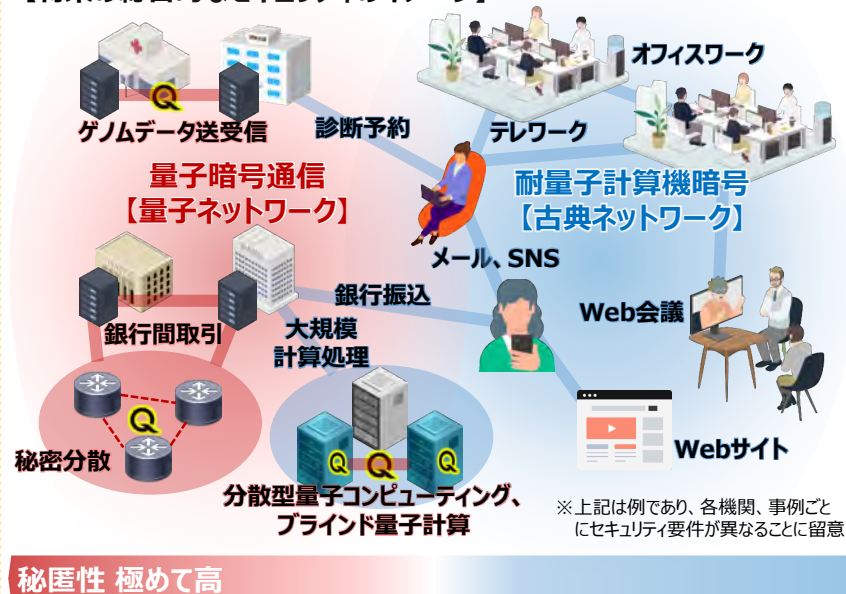 オフィスワーク
ゲノムデータ送受信
診断予約
テレワーク
量子暗号通信
【量子ネットワーク】
耐量子計算機暗号
【古典ネットワーク】
メール、SNS
銀行振込
Web会議
銀行間取引
大規模
計算処理
秘密分散
Webサイト
分散型量子コンピューティング、
ブラインド量子計算
※上記は例であり、各機関、事例ごと
にセキュリティ要件が異なることに留意
秘匿性 極めて高
Q
Q
Q
Q
Q